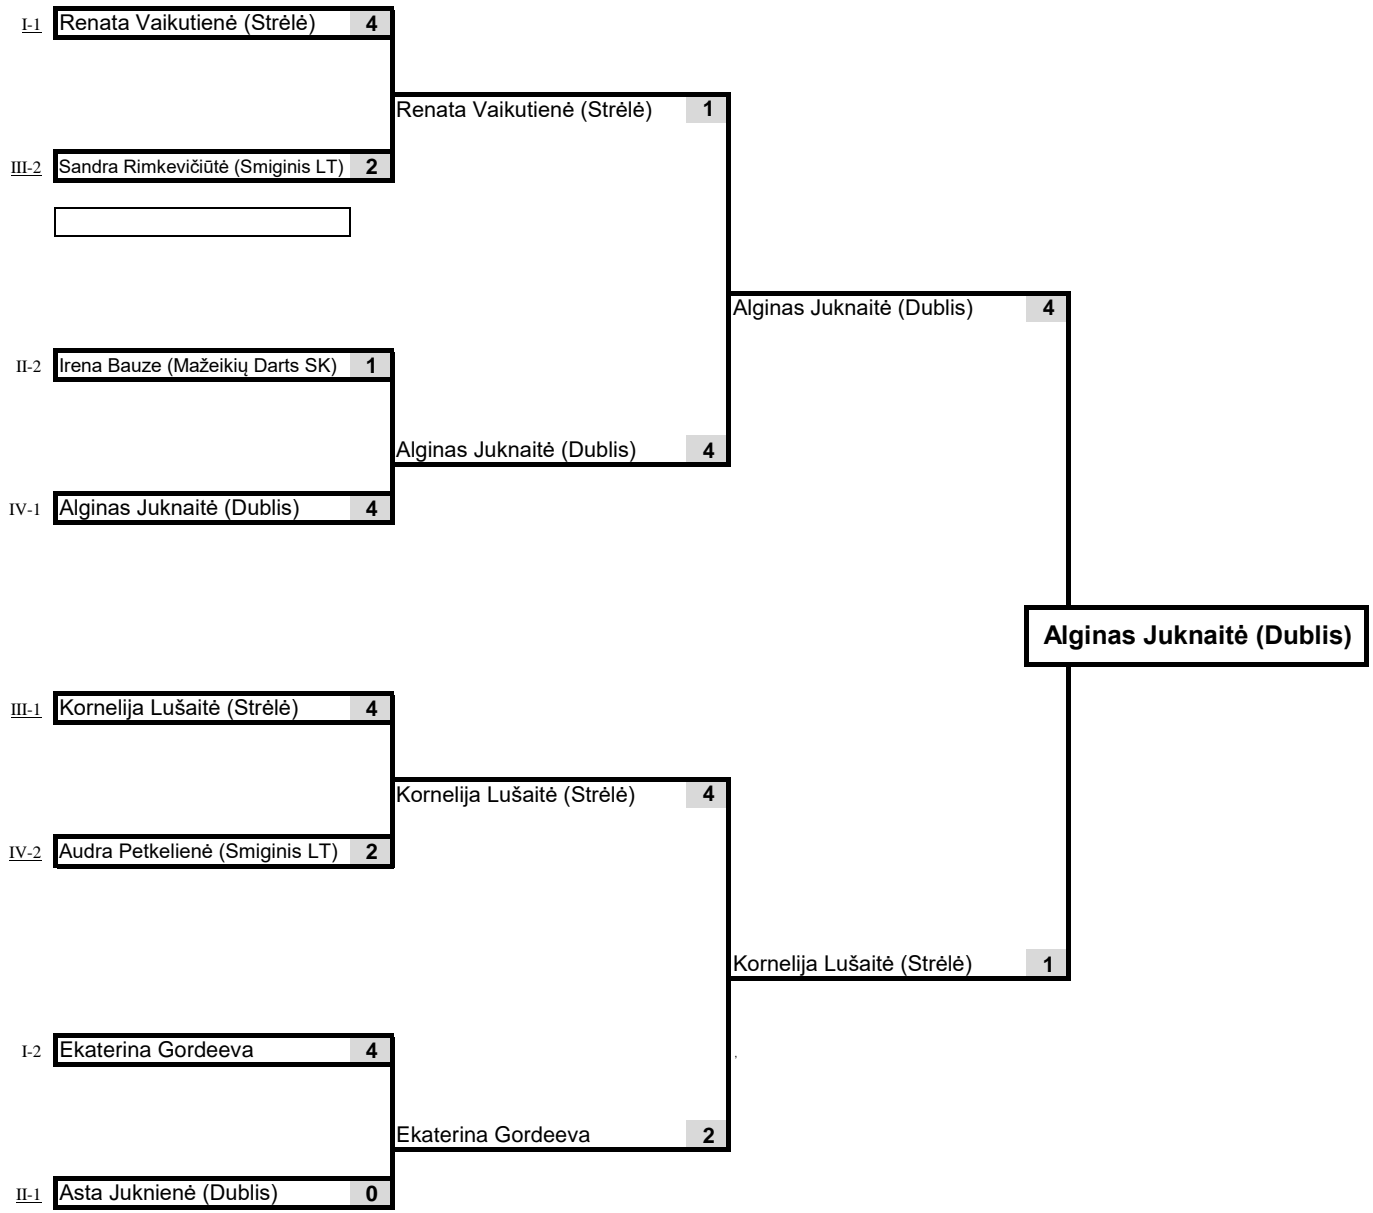 I-1 Renata Vaikutienė (Strėlė) 4
Renata Vaikutienė (Strėlė) 1
III-2 Sandra Rimkevičiūtė (Smiginis LT) 2
Alginas Juknaitė (Dublis) 4
II-2 Irena Bauze (Mažeikių Darts SK) 1
Alginas Juknaitė (Dublis) 4
IV-1 Alginas Juknaitė (Dublis) 4
Alginas Juknaitė (Dublis)
III-1 Kornelija Lušaitė (Strėlė) 4
Kornelija Lušaitė (Strėlė) 4
IV-2 Audra Petkelienė (Smiginis LT) 2
Kornelija Lušaitė (Strėlė) 1
I-2 Ekaterina Gordeeva 4
,
Ekaterina Gordeeva 2
II-1 Asta Juknienė (Dublis) 0